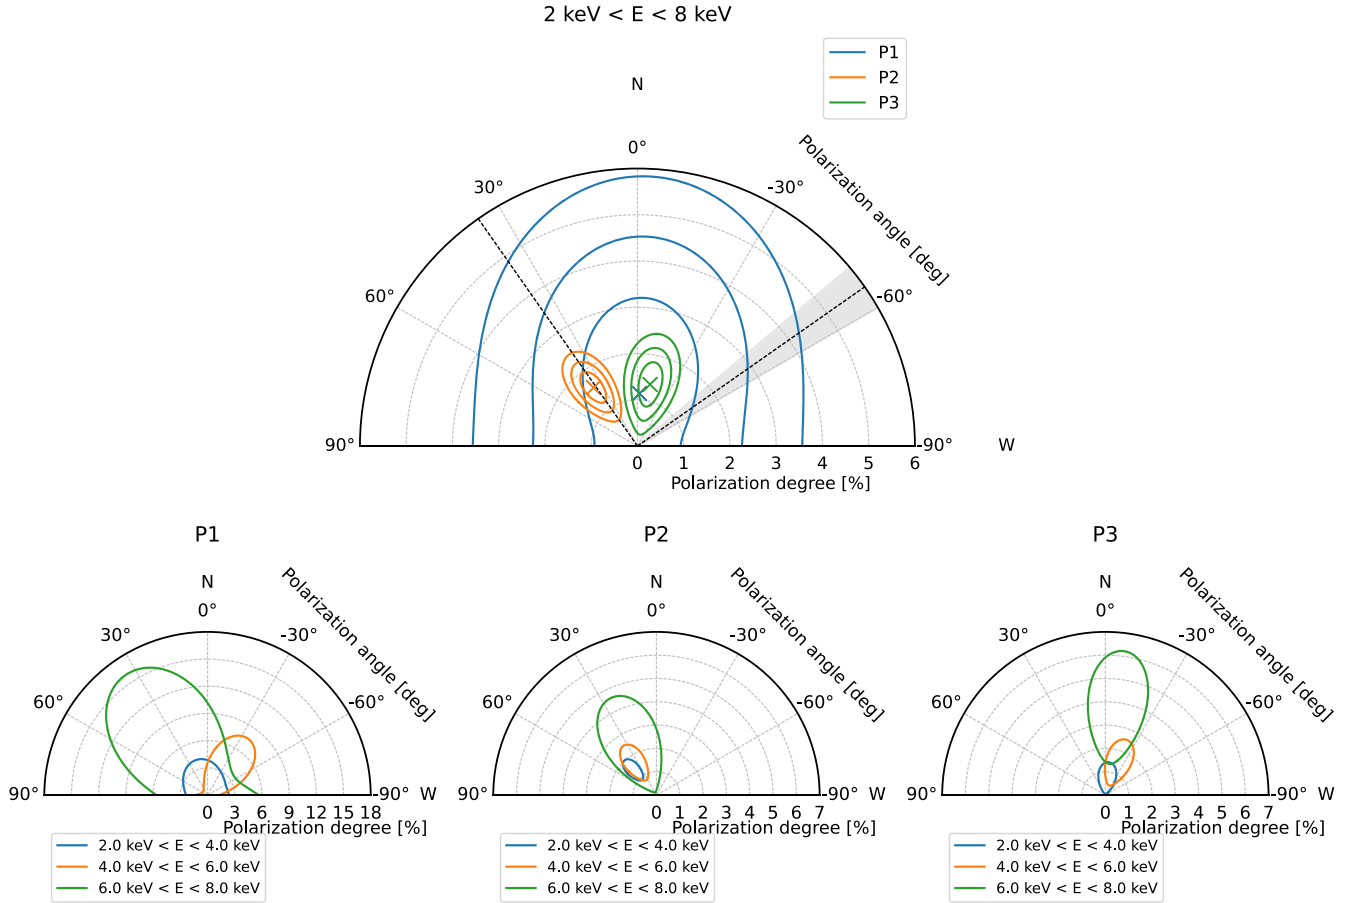 2 keV < E < 8 keV
P1
P2
P3
N
0°
30°
-30°
60°
-60°
90°
-90°
W
Polarization angle [deg]
0 1 2 3 4 5 6
Polarization degree [%]
P1
N
0°
30°
-30°
60°
-60°
90°
-90°
W
Polarization angle [deg]
0 3 6 9 12 15 18
Polarization degree [%]
2.0 keV < E < 4.0 keV
4.0 keV < E < 6.0 keV
6.0 keV < E < 8.0 keV
P2
N
0°
30°
-30°
60°
-60°
90°
-90°
W
Polarization angle [deg]
0 1 2 3 4 5 6 7
Polarization degree [%]
2.0 keV < E < 4.0 keV
4.0 keV < E < 6.0 keV
6.0 keV < E < 8.0 keV
P3
N
0°
30°
-30°
60°
-60°
90°
-90°
W
Polarization angle [deg]
0 1 2 3 4 5 6 7
Polarization degree [%]
2.0 keV < E < 4.0 keV
4.0 keV < E < 6.0 keV
6.0 keV < E < 8.0 keV